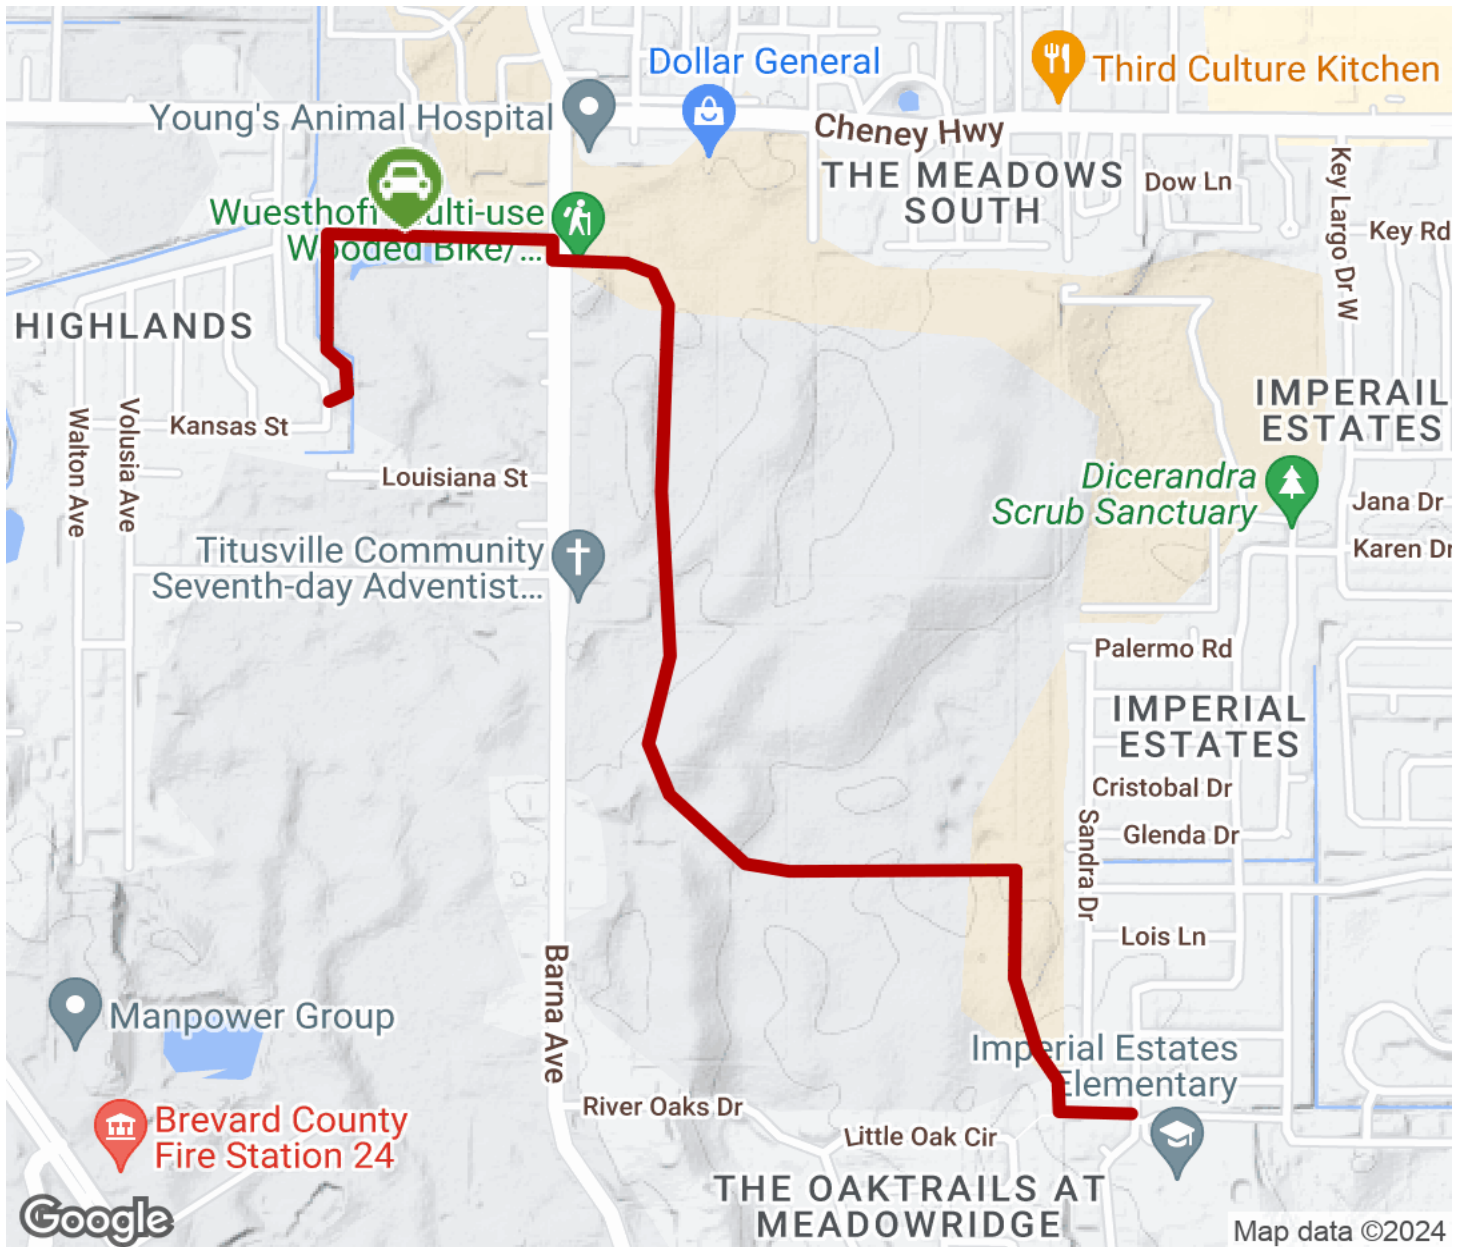 Dollar General
Third Culture Kitchen
Young's Animal Hospital
Cheney Hwy
THE MEADOWS
SOUTH
Dow Ln
Key Largo Dr W
Key Rd
Wuesthoff Multi-use
Wooded Bike/...
HIGHLANDS
IMPERAIL
ESTATES
Walton Ave
Volusia Ave
Kansas St
Louisiana St
Dicerandra
Scrub Sanctuary
Jana Dr
Karen Dr
Titusville Community
Seventh-day Adventist...
Palermo Rd
IMPERIAL
ESTATES
Cristobal Dr
Sandra Dr
Glenda Dr
Lois Ln
Barna Ave
Manpower Group
Imperial Estates
Elementary
River Oaks Dr
Little Oak Cir
Brevard County
Fire Station 24
THE OAKTRAILS AT
MEADOWRIDGE
Google
Map data ©2024